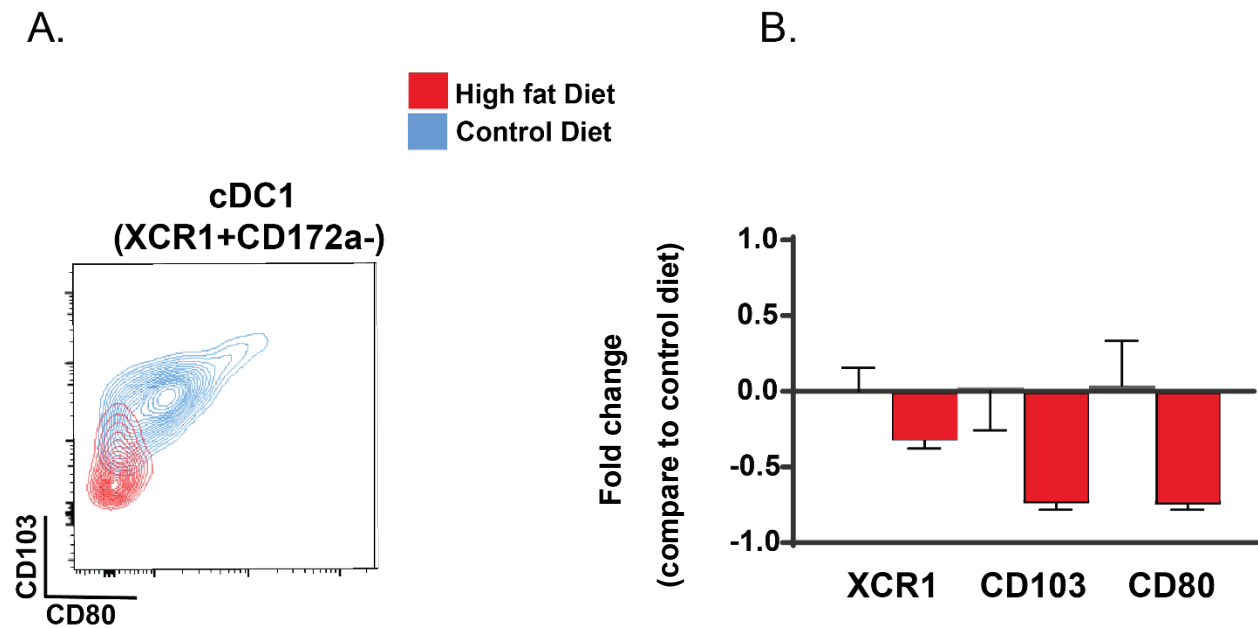 A.
B.
High fat Diet
Control Diet
cDC1
(XCR1+CD172a-)
CD103
CD80
Fold change
(compare to control diet)
1.0
0.5
0.0
-0.5
-1.0
XCR1 CD103 CD80